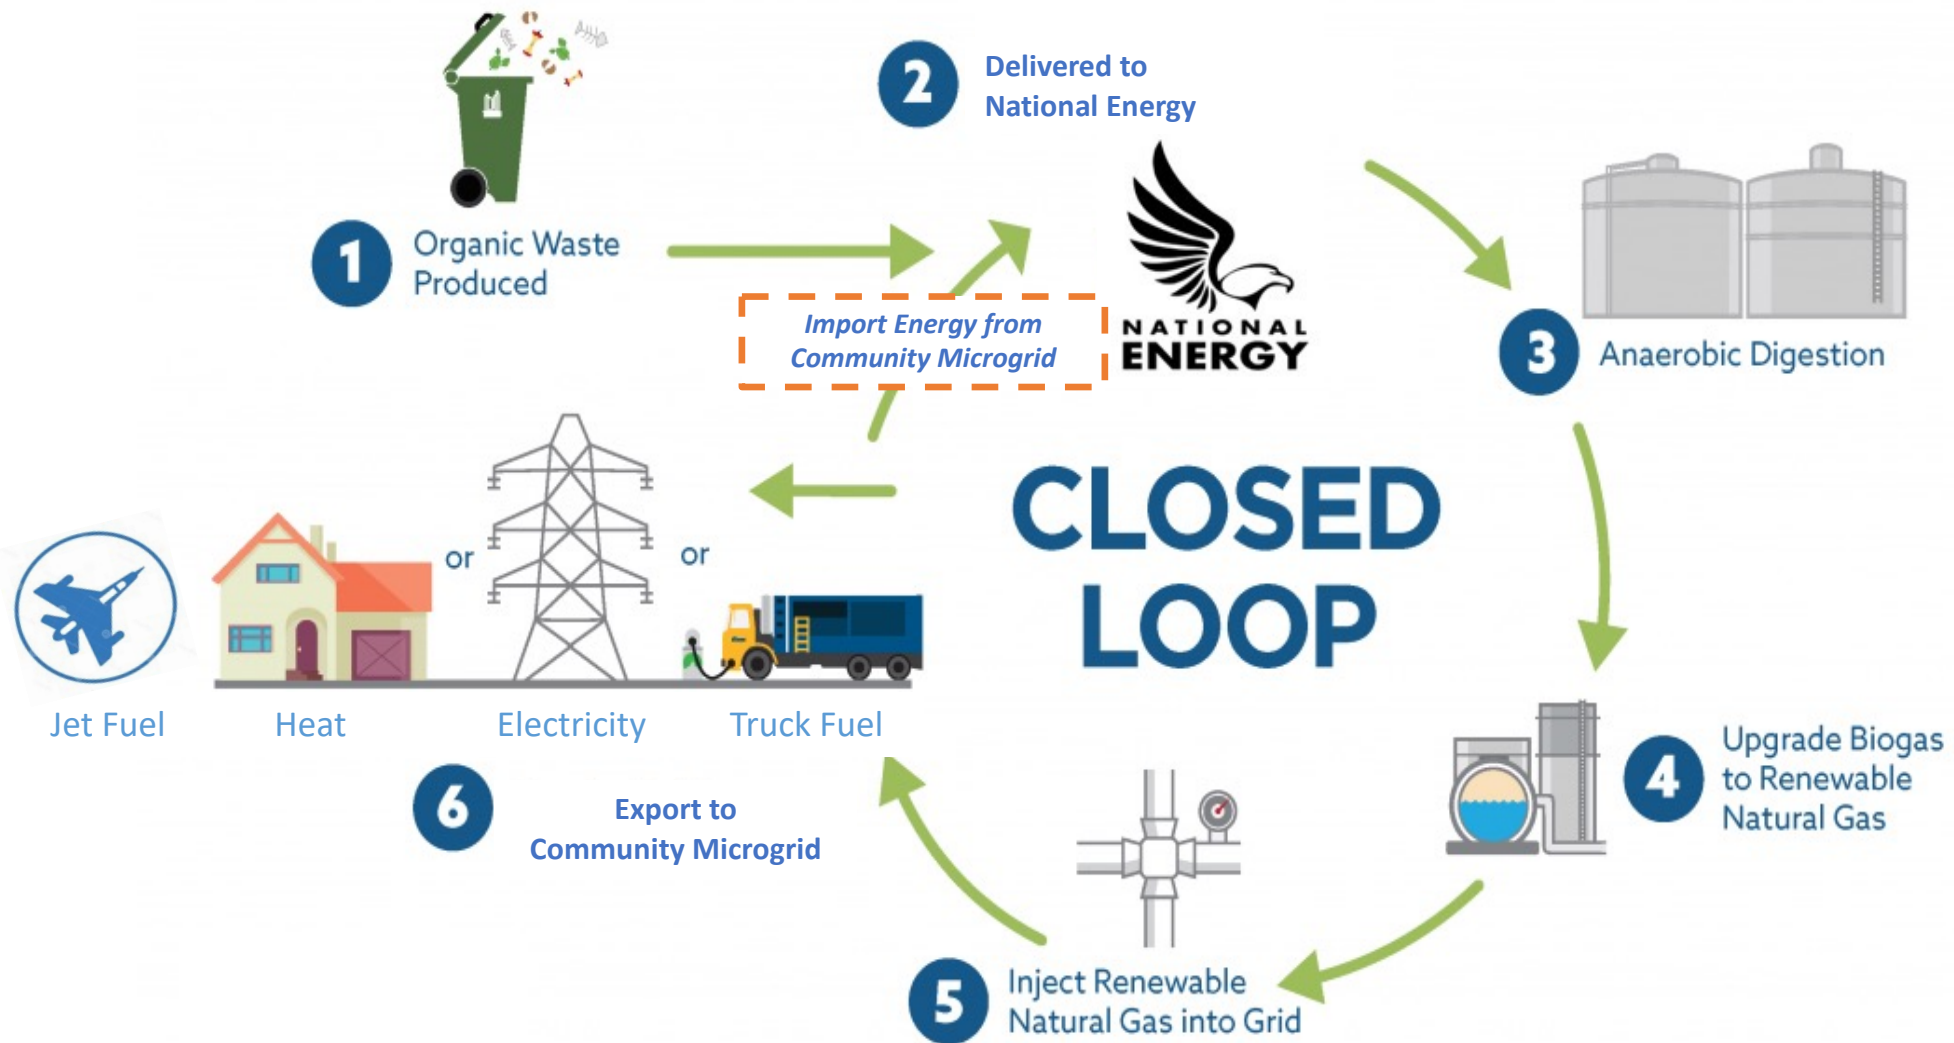 1
Organic Waste
Produced
2
Delivered to
National Energy
NATIONAL
ENERGY
Import Energy from
Community Microgrid
3
Anaerobic Digestion
CLOSED
LOOP
4
Upgrade Biogas
to Renewable
Natural Gas
5
Inject Renewable
Natural Gas into Grid
or
or
Jet Fuel
Heat
Electricity
Truck Fuel
6
Export to
Community Microgrid